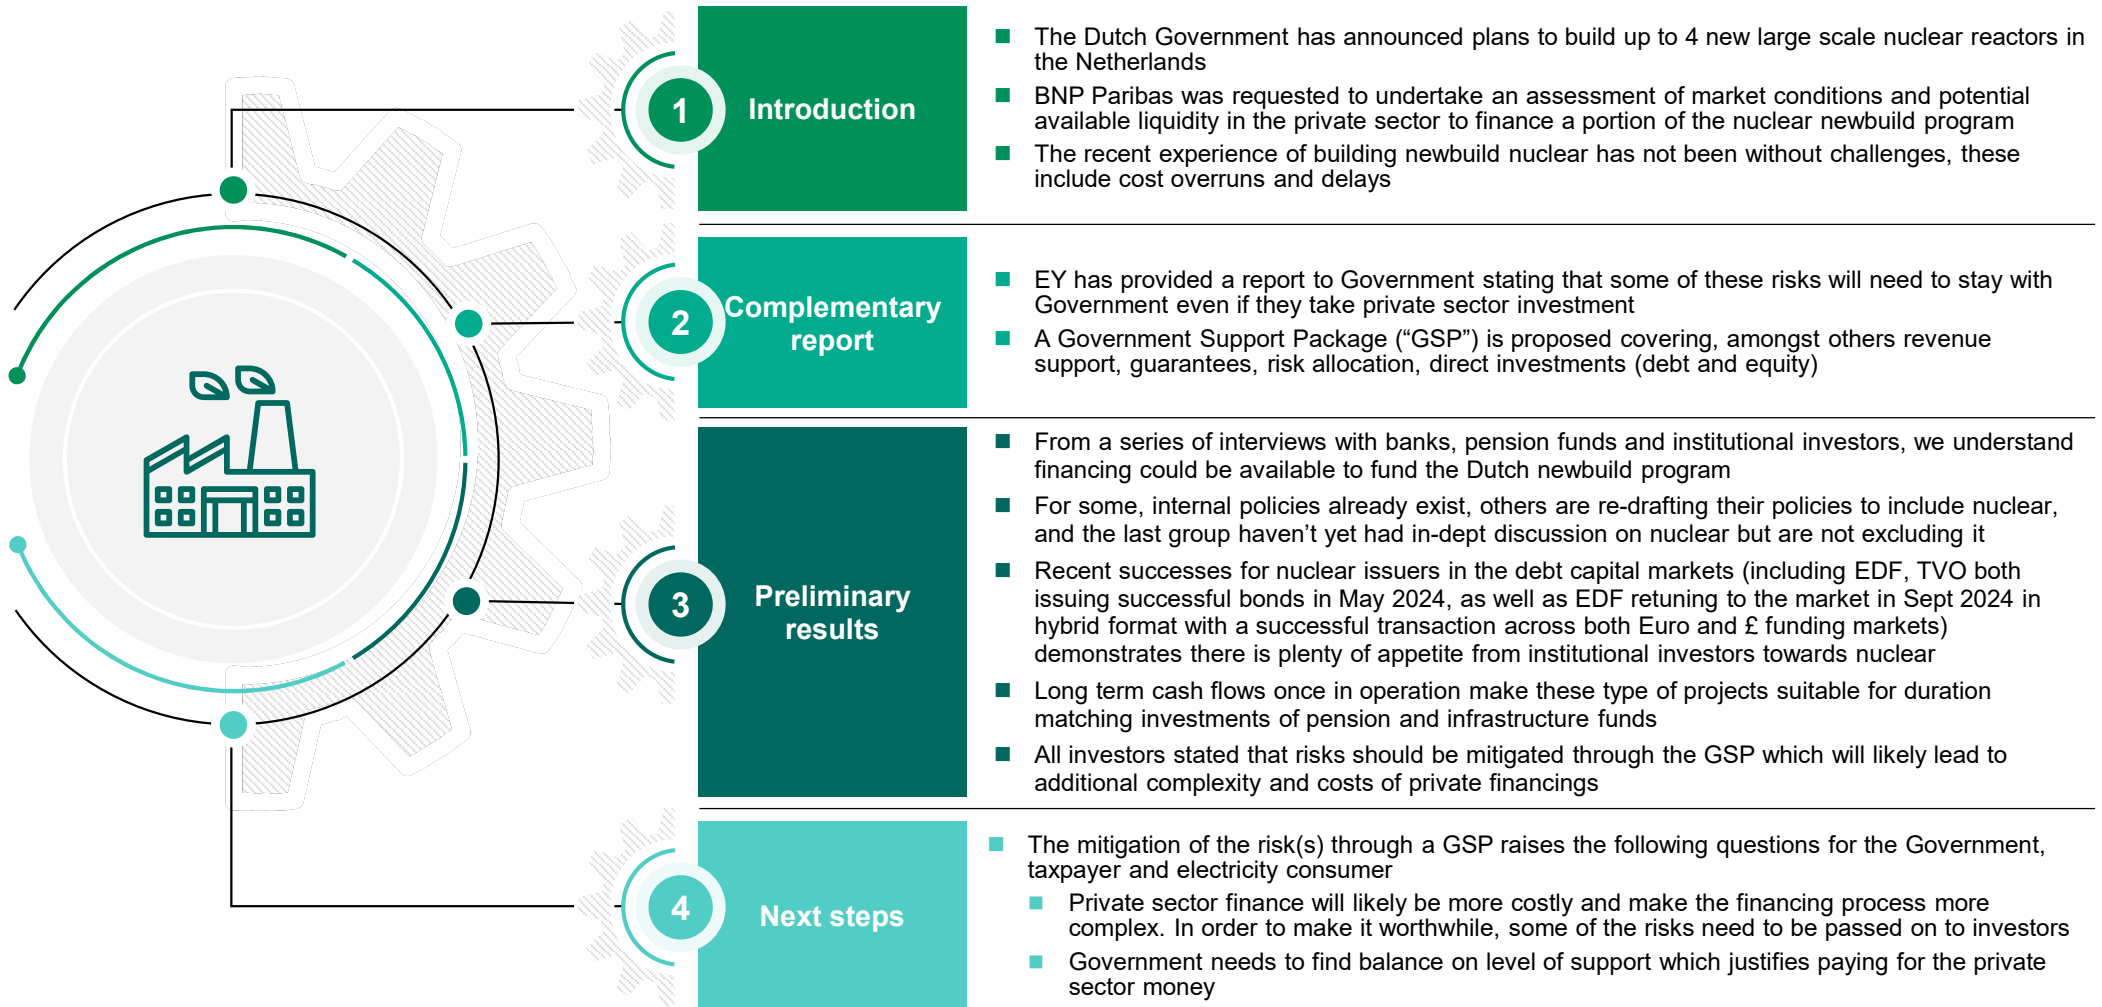 1
Introduction
The Dutch Government has announced plans to build up to 4 new large scale nuclear reactors in
the Netherlands
BNP Paribas was requested to undertake an assessment of market conditions and potential
available liquidity in the private sector to finance a portion of the nuclear newbuild program
The recent experience of building newbuild nuclear has not been without challenges, these
include cost overruns and delays
2
Complementary
report
EY has provided a report to Government stating that some of these risks will need to stay with
Government even if they take private sector investment
A Government Support Package (“GSP”) is proposed covering, amongst others revenue
support, guarantees, risk allocation, direct investments (debt and equity)
3
Preliminary
results
From a series of interviews with banks, pension funds and institutional investors, we understand
financing could be available to fund the Dutch newbuild program
For some, internal policies already exist, others are re-drafting their policies to include nuclear,
and the last group haven’t yet had in-dept discussion on nuclear but are not excluding it
Recent successes for nuclear issuers in the debt capital markets (including EDF, TVO both
issuing successful bonds in May 2024, as well as EDF retuning to the market in Sept 2024 in
hybrid format with a successful transaction across both Euro and £ funding markets)
demonstrates there is plenty of appetite from institutional investors towards nuclear
Long term cash flows once in operation make these type of projects suitable for duration
matching investments of pension and infrastructure funds
All investors stated that risks should be mitigated through the GSP which will likely lead to
additional complexity and costs of private financings
4
Next steps
The mitigation of the risk(s) through a GSP raises the following questions for the Government,
taxpayer and electricity consumer
Private sector finance will likely be more costly and make the financing process more
complex. In order to make it worthwhile, some of the risks need to be passed on to investors
Government needs to find balance on level of support which justifies paying for the private
sector money